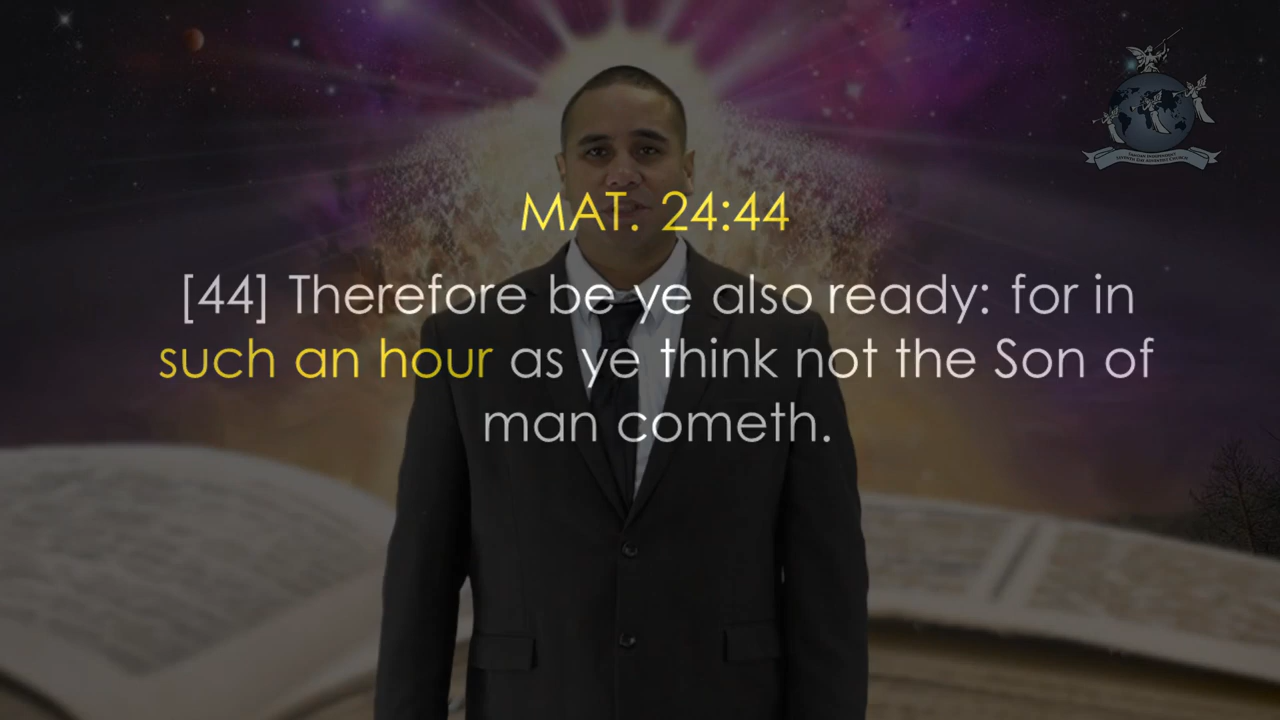 MAT. 24:44
[44] Therefore be ye also ready: for in
such an hour as ye think not the Son of
man cometh.